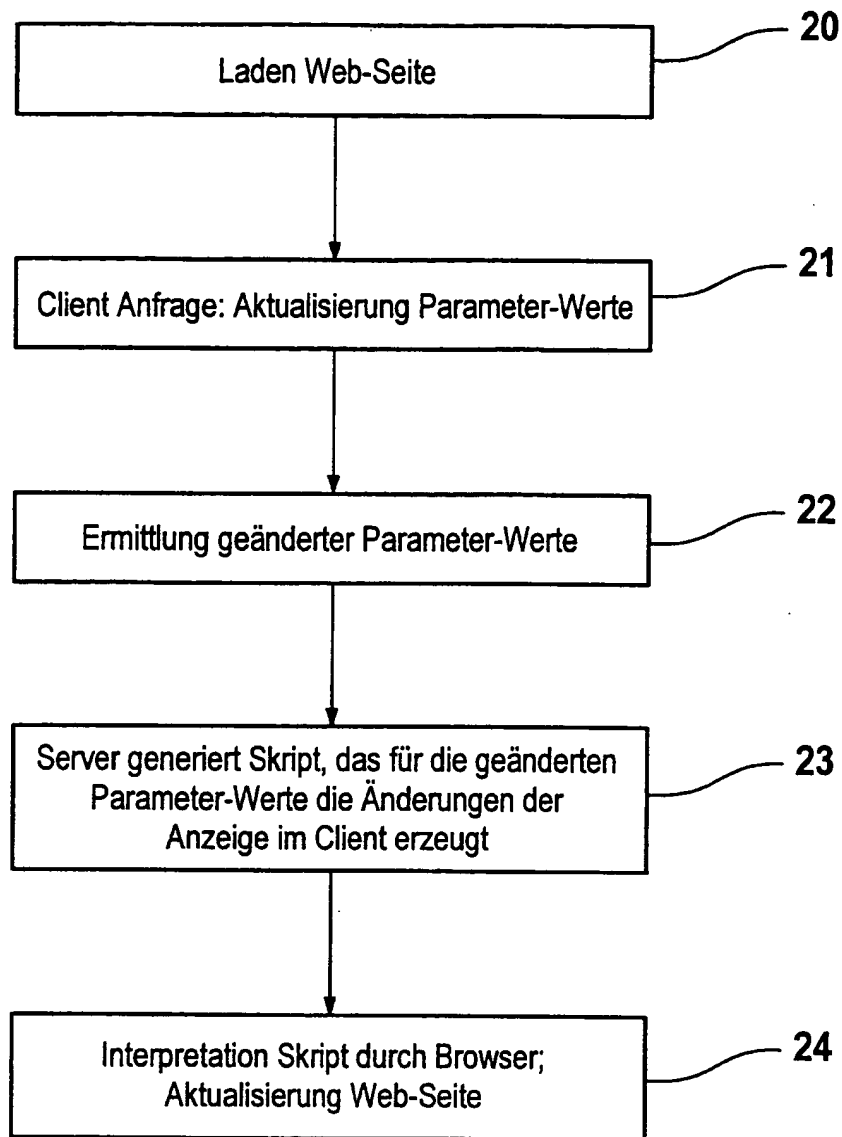 20
Laden Web-Seite
21
Client Anfrage: Aktualisierung Parameter-Werte
22
Ermittlung geänderter Parameter-Werte
23
Server generiert Skript, das für die geänderten
Parameter-Werte die Änderungen der
Anzeige im Client erzeugt
24
Interpretation Skript durch Browser;
Aktualisierung Web-Seite